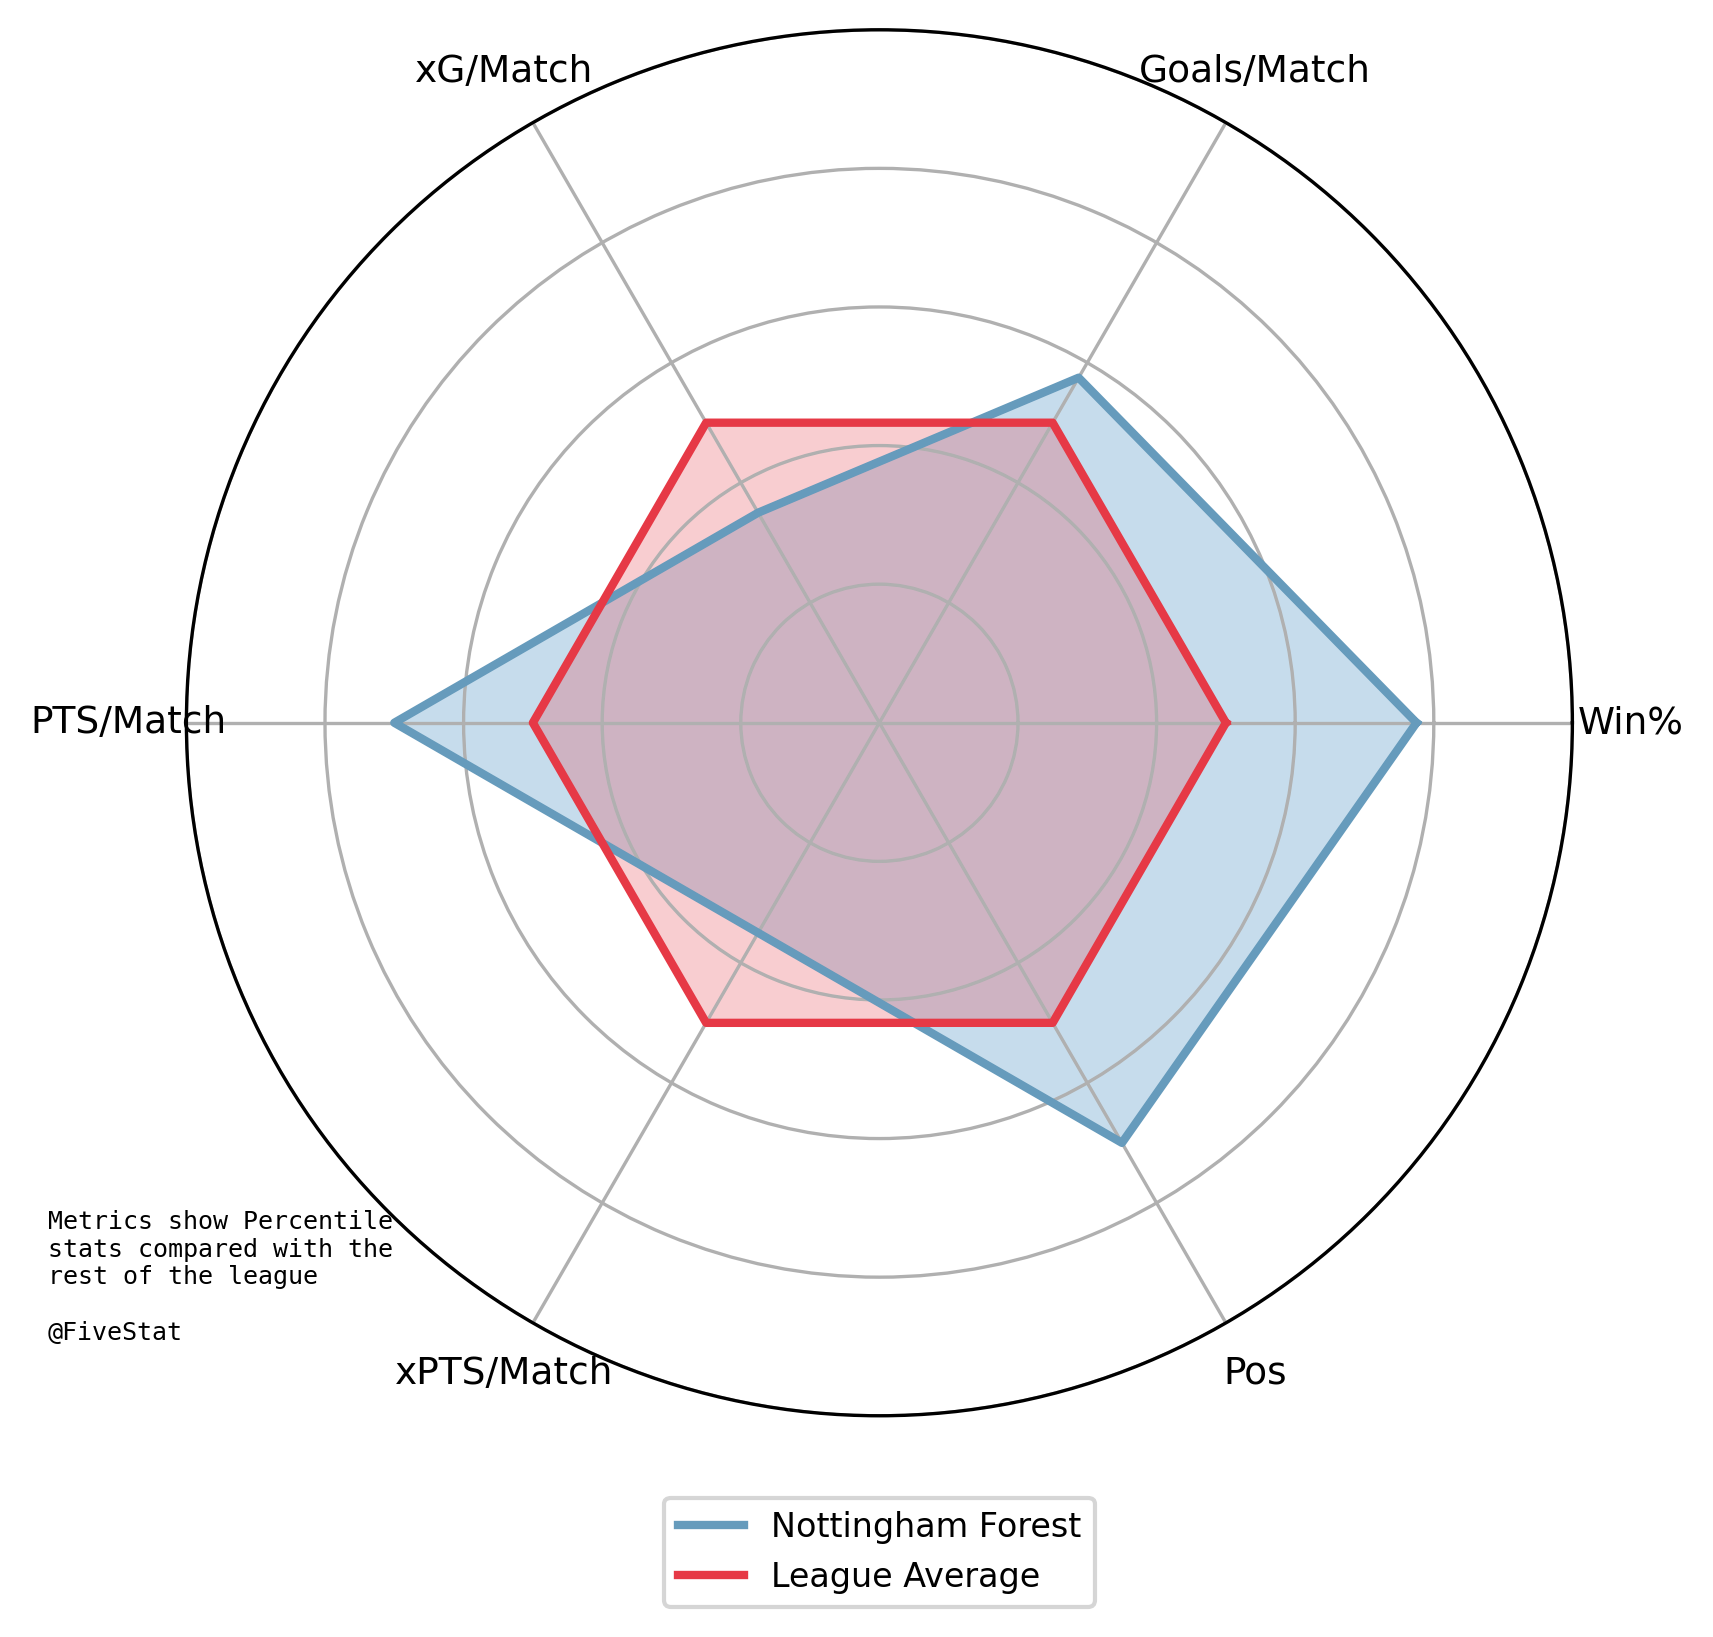 xG/Match
Goals/Match
PTS/Match
Win%
Metrics show Percentile
stats compared with the
rest of the league
@FiveStat
xPTS/Match
Pos
Nottingham Forest
League Average